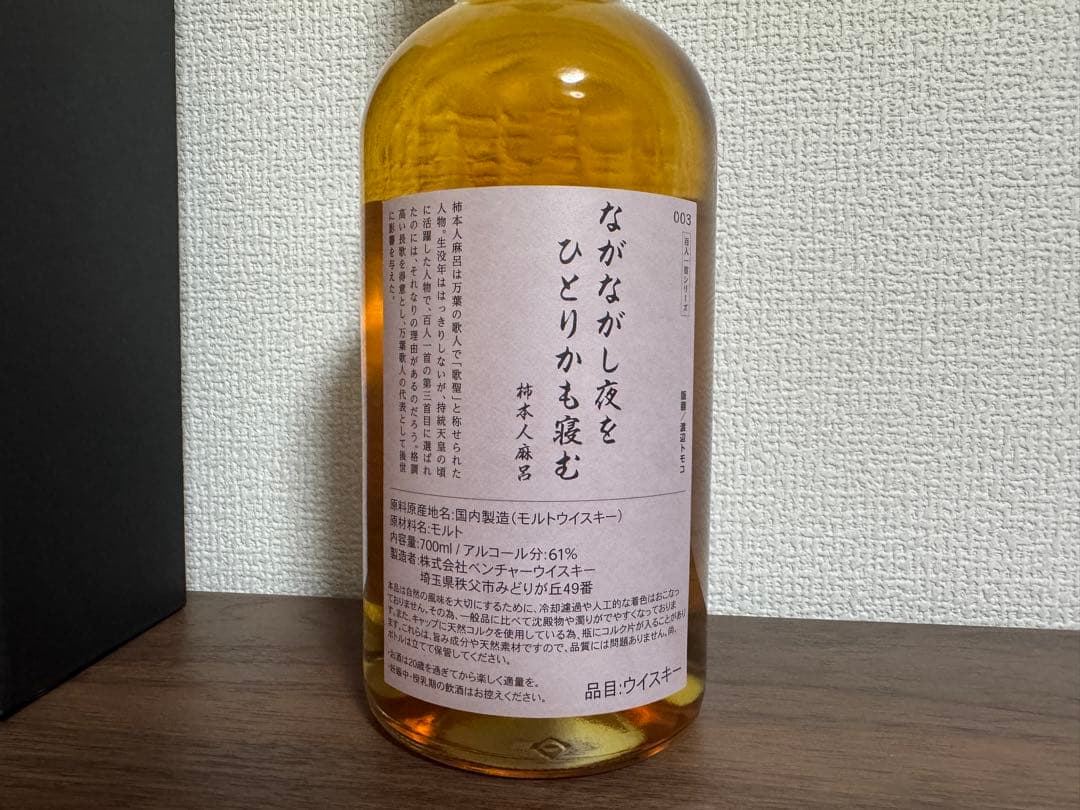 003
百人一首シリーズ
版画／渡辺トモコ
ながながし夜を
ひとりかも寝む
柿本人麻呂
柿本人麻呂は万葉の歌人で「歌聖」と称せられた
人物。生没年ははっきりしないが、持統天皇の頃
に活躍した人物で、百人一首の第三首目に選ばれ
たのには、それなりの理由があるのだろう。格調
高い長歌を得意とし、万葉歌人の代表として後世
に影響を与えた。
原料原産地名:国内製造（モルトウイスキー）
原材料名:モルト
内容量:700ml / アルコール分:61%
製造者:株式会社ベンチャーウイスキー
埼玉県秩父市みどりが丘49番
本品は自然の風味を大切にするために、冷却濾過や人工的な着色はおこなっ
ておりません。その為、一般品に比べて沈殿物や濁りがでやすくなっておりま
す。また、キャップに天然コルクを使用している為、瓶にコルク片が入ることがあり
ます。これらは、旨み成分や天然素材ですので、品質には問題ありません。尚、
ボトルは立てて保管してください。
・お酒は20歳を過ぎてから楽しく適量を。
・妊娠中・授乳期の飲酒はお控えください。
品目:ウイスキー